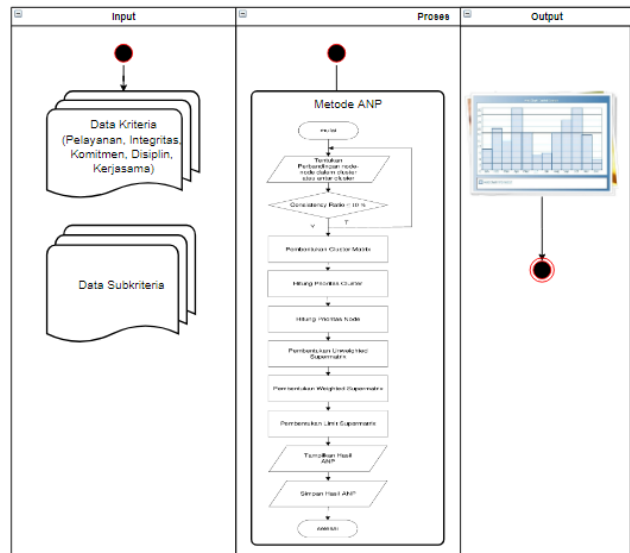 Input
Proses
Output
Data Kriteria
(Pelayanan, Integritas,
Komitmen, Disiplin,
Kerjasama)
Data Subkriteria
Metode ANP
mulai
Tentukan
Perbandingan node-
node dalam cluster
atau antar cluster
Consistency Ratio
10 %
Y
T
Pembentukan Cluster Matrix
Hitung Prioritas Cluster
Hitung Prioritas Node
Pembentukan Unweighted
Supermatrix
Pembentukan Weighted Supermatrix
Pembentukan Limit Supermatrix
Tampilkan Hasil
ANP
Simpan Hasil ANP
selesai